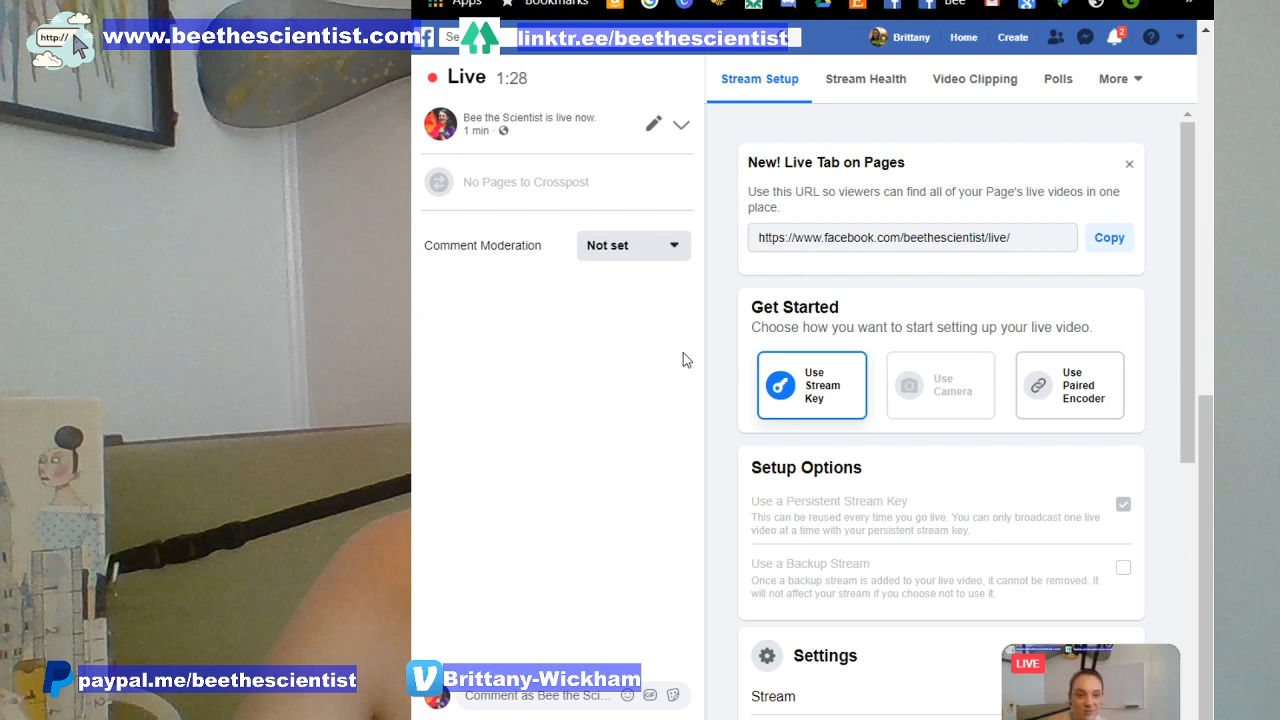 Apps
Bookmarks
Bee
http://
www.beethescientist.com
linktr.ee/beethescientist
Brittany
Home
Create
2
Live 1:28
Bee the Scientist is live now.
1 min ·
No Pages to Crosspost
Comment Moderation
Not set
Stream Setup
Stream Health
Video Clipping
Polls
More
New! Live Tab on Pages
Use this URL so viewers can find all of your Page's live videos in one
place.
https://www.facebook.com/beethescientist/live/
Copy
Get Started
Choose how you want to start setting up your live video.
Use
Stream
Key
Use
Camera
Use
Paired
Encoder
Setup Options
Use a Persistent Stream Key
This can be reused every time you go live. You can only broadcast one live
video at a time with your persistent stream key.
Use a Backup Stream
Once a backup stream is added to your live video, it cannot be removed. It
will not affect your stream if you choose not to use it.
Settings
Stream
LIVE
paypal.me/beethescientist
Brittany-Wickham
Comment as Bee the Sci...
GIF